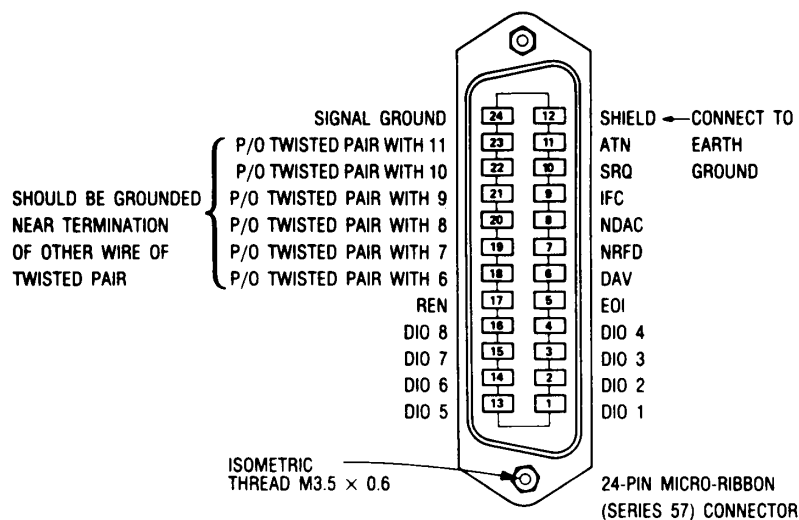 SIGNAL GROUND 24 12 SHIELD ← CONNECT TO
P/O TWISTED PAIR WITH 11 23 11 ATN EARTH
P/O TWISTED PAIR WITH 10 22 10 SRQ GROUND
SHOULD BE GROUNDED P/O TWISTED PAIR WITH 9 21 9 IFC
NEAR TERMINATION P/O TWISTED PAIR WITH 8 20 8 NDAC
OF OTHER WIRE OF P/O TWISTED PAIR WITH 7 19 7 NRFD
TWISTED PAIR P/O TWISTED PAIR WITH 6 18 6 DAV
REN 17 5 EOI
DIO 8 16 4 DIO 4
DIO 7 15 3 DIO 3
DIO 6 14 2 DIO 2
DIO 5 13 1 DIO 1
ISOMETRIC
THREAD M3.5 × 0.6
24-PIN MICRO-RIBBON
(SERIES 57) CONNECTOR